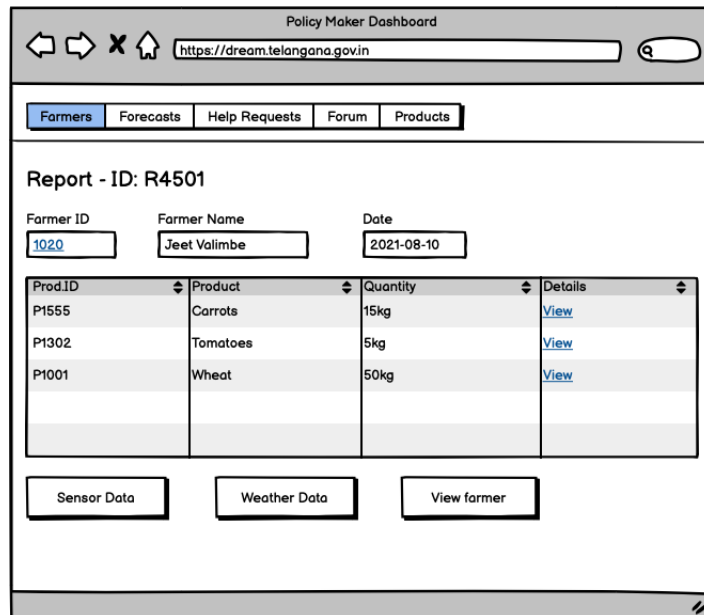 Policy Maker Dashboard
https://dream.telangana.gov.in
Farmers Forecasts Help Requests Forum Products
Report - ID: R4501
Farmer ID Farmer Name Date
1020 Jeet Valimbe 2021-08-10
Prod.ID Product Quantity Details
P1555 Carrots 15kg View
P1302 Tomatoes 5kg View
P1001 Wheat 50kg View
Sensor Data Weather Data View farmer